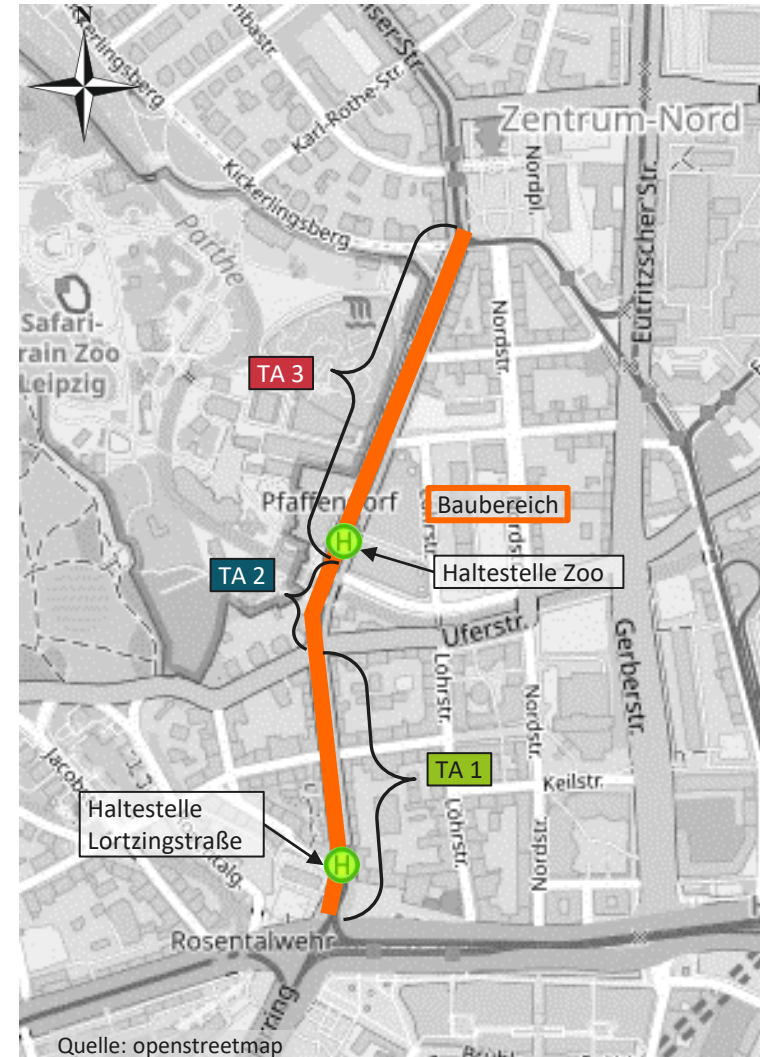 N
Kickerlingsberg
Karl-Rothe-Str.
Zentrum-Nord
Nordpl.
Eutritzscher Str.
Kickerlingsberg
Parthe
Safari-
rain Zoo
Leipzig
Nordstr.
TA 3
Pfaffendorf
Baubereich
H
Haltestelle Zoo
TA 2
Uferstr.
Gerberstr.
Löhrstr.
Nordstr.
TA 1
Keilstr.
Haltestelle
Lortzingstraße
H
Löhrstr.
Nordstr.
Rosentalwehr
Quelle: openstreetmap